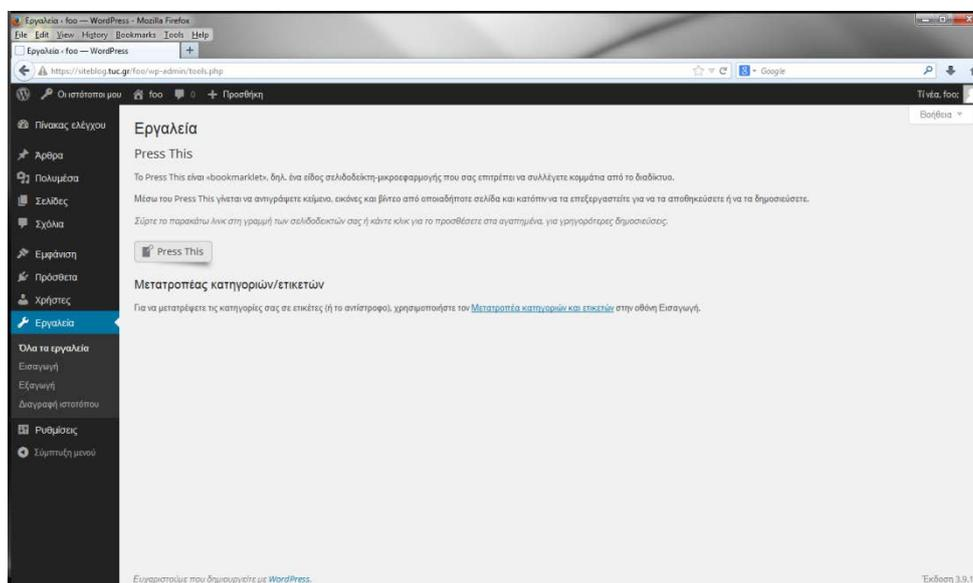 Εργαλεία ‹ foo — WordPress - Mozilla Firefox
File Edit View History Bookmarks Tools Help
Εργαλεία ‹ foo — WordPress +
https://siteblog.tuc.gr/foo/wp-admin/tools.php
Google
Οι ιστότοποι μου foo 0 + Προσθήκη Τί νέα, foo;
Βοήθεια
Πίνακας ελέγχου
Άρθρα
Πολυμέσα
Σελίδες
Σχόλια
Εμφάνιση
Πρόσθετα
Χρήστες
Εργαλεία
Όλα τα εργαλεία
Εισαγωγή
Εξαγωγή
Διαγραφή ιστοτόπου
Ρυθμίσεις
Σύμπτυξη μενού
Εργαλεία
Press This
Το Press This είναι «bookmarklet», δηλ. ένα είδος σελιδοδείκτη-μικροεφαρμογής που σας επιτρέπει να συλλέγετε κομμάτια από το διαδίκτυο.
Μέσω του Press This γίνεται να αντιγράψετε κείμενο, εικόνες και βίντεο από οποιαδήποτε σελίδα και κατόπιν να τα επεξεργαστείτε για να τα αποθηκεύσετε ή να τα δημοσιεύσετε.
Σύρτε το παρακάτω λινκ στη γραμμή των σελιδοδεικτών σας ή κάντε κλικ για το προσθέσετε στα αγαπημένα, για γρηγορότερες δημοσιεύσεις.
Press This
Μετατροπέας κατηγοριών/ετικετών
Για να μετατρέψετε τις κατηγορίες σας σε ετικέτες (ή το αντίστροφο), χρησιμοποιήστε τον Μετατροπέα κατηγοριών και ετικετών στην οθόνη Εισαγωγή.
Ευχαριστούμε που δημιουργείτε με WordPress. Έκδοση 3.9.1